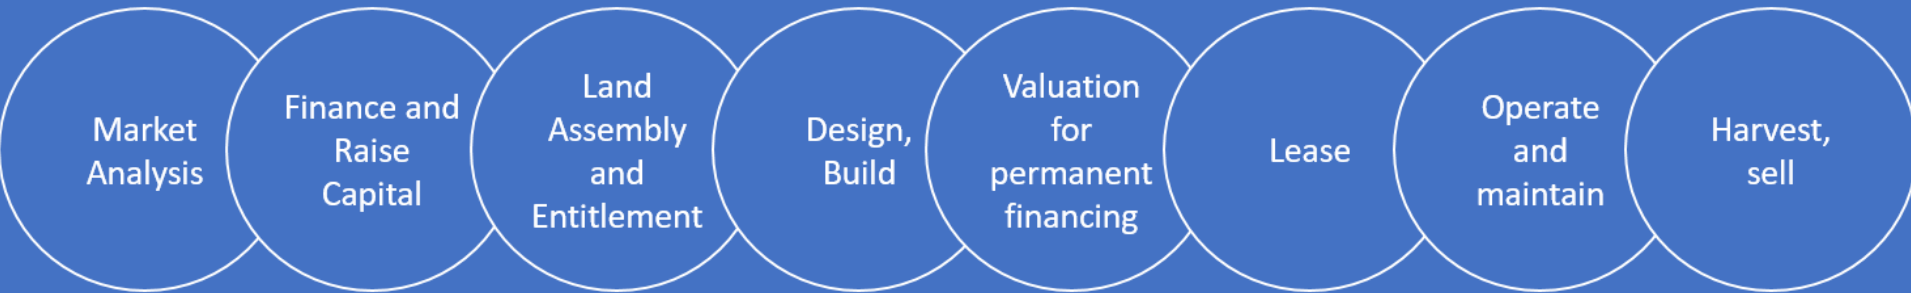 Market
Analysis
Finance and
Raise
Capital
Land
Assembly
and
Entitlement
Design,
Build
Valuation
for
permanent
financing
Lease
Operate
and
maintain
Harvest,
sell